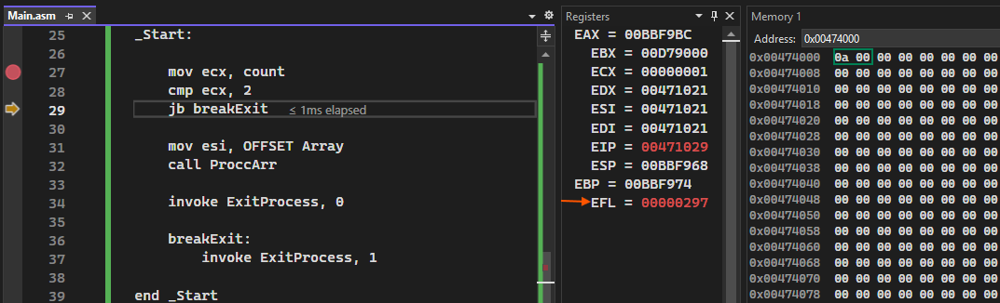 Main.asm
25 _Start:
26
27 mov ecx, count
28 cmp ecx, 2
29 jb breakExit ≤ 1ms elapsed
30
31 mov esi, OFFSET Array
32 call ProccArr
33
34 invoke ExitProcess, 0
35
36 breakExit:
37 invoke ExitProcess, 1
38
39 end _Start
Registers
EAX = 00BBF9BC
EBX = 00D79000
ECX = 00000001
EDX = 00471021
ESI = 00471021
EDI = 00471021
EIP = 00471029
ESP = 00BBF968
EBP = 00BBF974
EFL = 00000297
Memory 1
Address: 0x00474000
0x00474000 0a 00 00 00 00 00 00 00
0x00474008 00 00 00 00 00 00 00 00
0x00474010 00 00 00 00 00 00 00 00
0x00474018 00 00 00 00 00 00 00 00
0x00474020 00 00 00 00 00 00 00 00
0x00474028 00 00 00 00 00 00 00 00
0x00474030 00 00 00 00 00 00 00 00
0x00474038 00 00 00 00 00 00 00 00
0x00474040 00 00 00 00 00 00 00 00
0x00474048 00 00 00 00 00 00 00 00
0x00474050 00 00 00 00 00 00 00 00
0x00474058 00 00 00 00 00 00 00 00
0x00474060 00 00 00 00 00 00 00 00
0x00474068 00 00 00 00 00 00 00 00
0x00474070 00 00 00 00 00 00 00 00
0x00474078 00 00 00 00 00 00 00 00